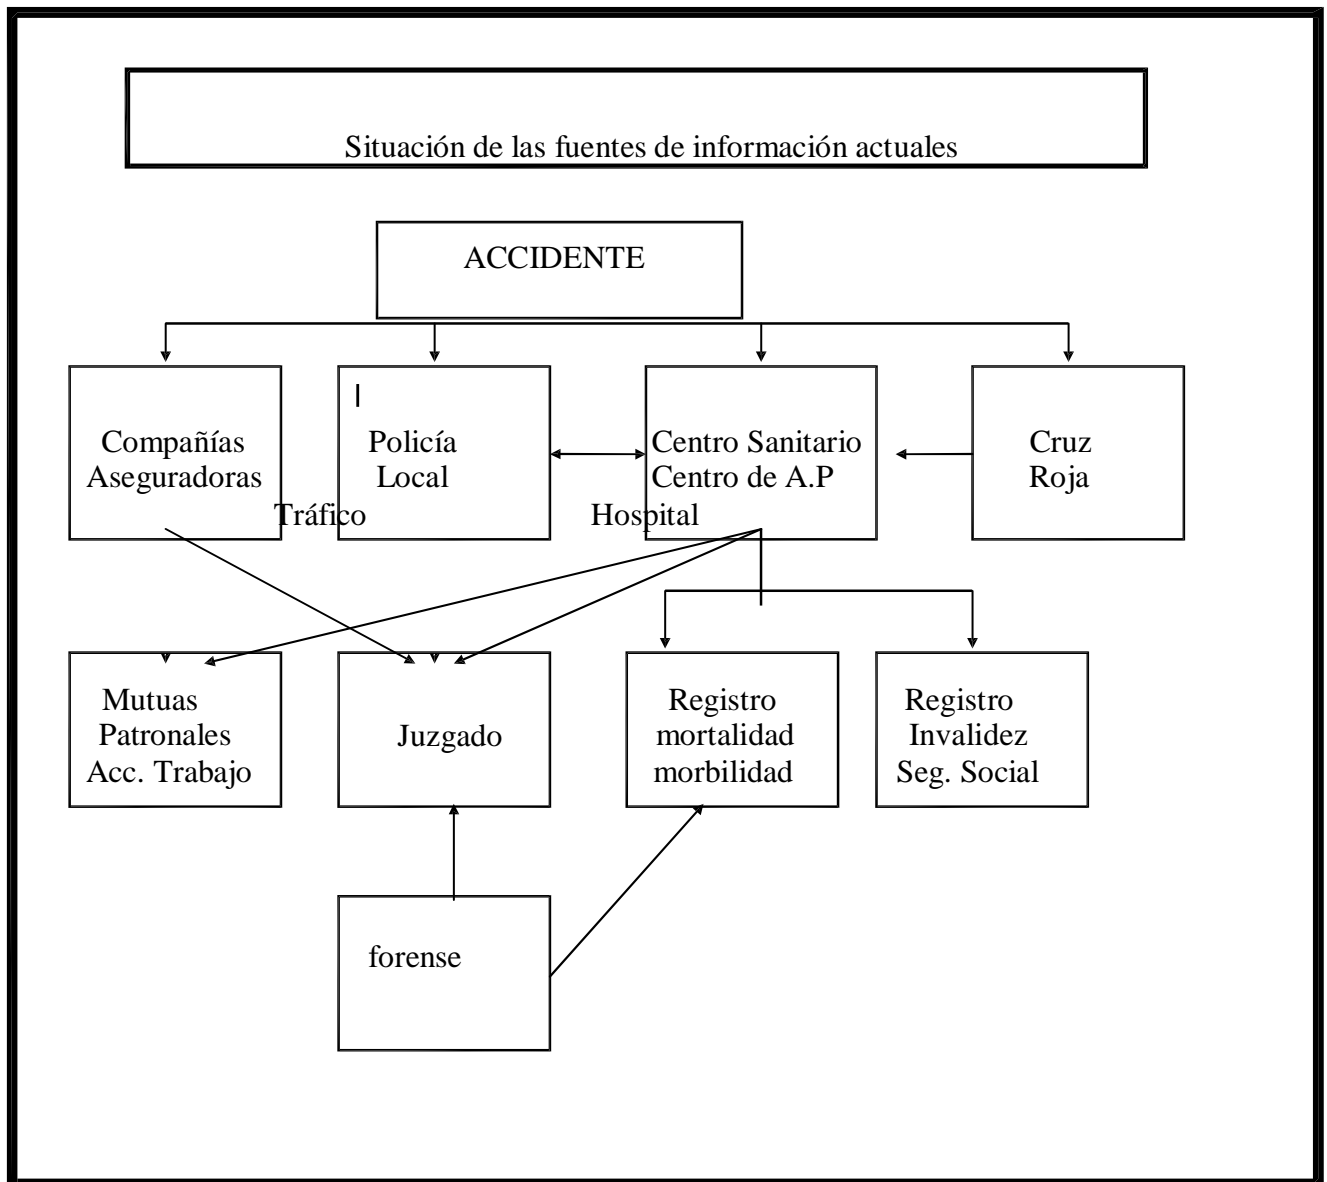 Situación de las fuentes de información actuales
ACCIDENTE
Compañías
Aseguradoras
Policía
Local
Tráfico
Centro Sanitario
Centro de A.P
Hospital
Cruz
Roja
Mutuas
Patronales
Acc. Trabajo
Juzgado
Registro
mortalidad
morbilidad
Registro
Invalidez
Seg. Social
forense